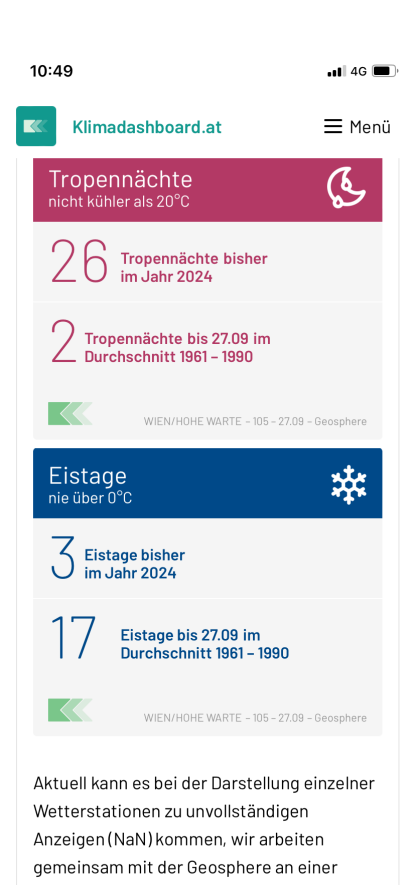 10:49
4G
Klimadashboard.at
Menü
Tropennächte
nicht kühler als 20°C
26
Tropennächte bisher
im Jahr 2024
2
Tropennächte bis 27.09 im
Durchschnitt 1961 – 1990
WIEN/HOHE WARTE – 105 – 27.09 – Geosphere
Eistage
nie über 0°C
3
Eistage bisher
im Jahr 2024
17
Eistage bis 27.09 im
Durchschnitt 1961 – 1990
WIEN/HOHE WARTE – 105 – 27.09 – Geosphere
Aktuell kann es bei der Darstellung einzelner
Wetterstationen zu unvollständigen
Anzeigen (NaN) kommen, wir arbeiten
gemeinsam mit der Geosphere an einer